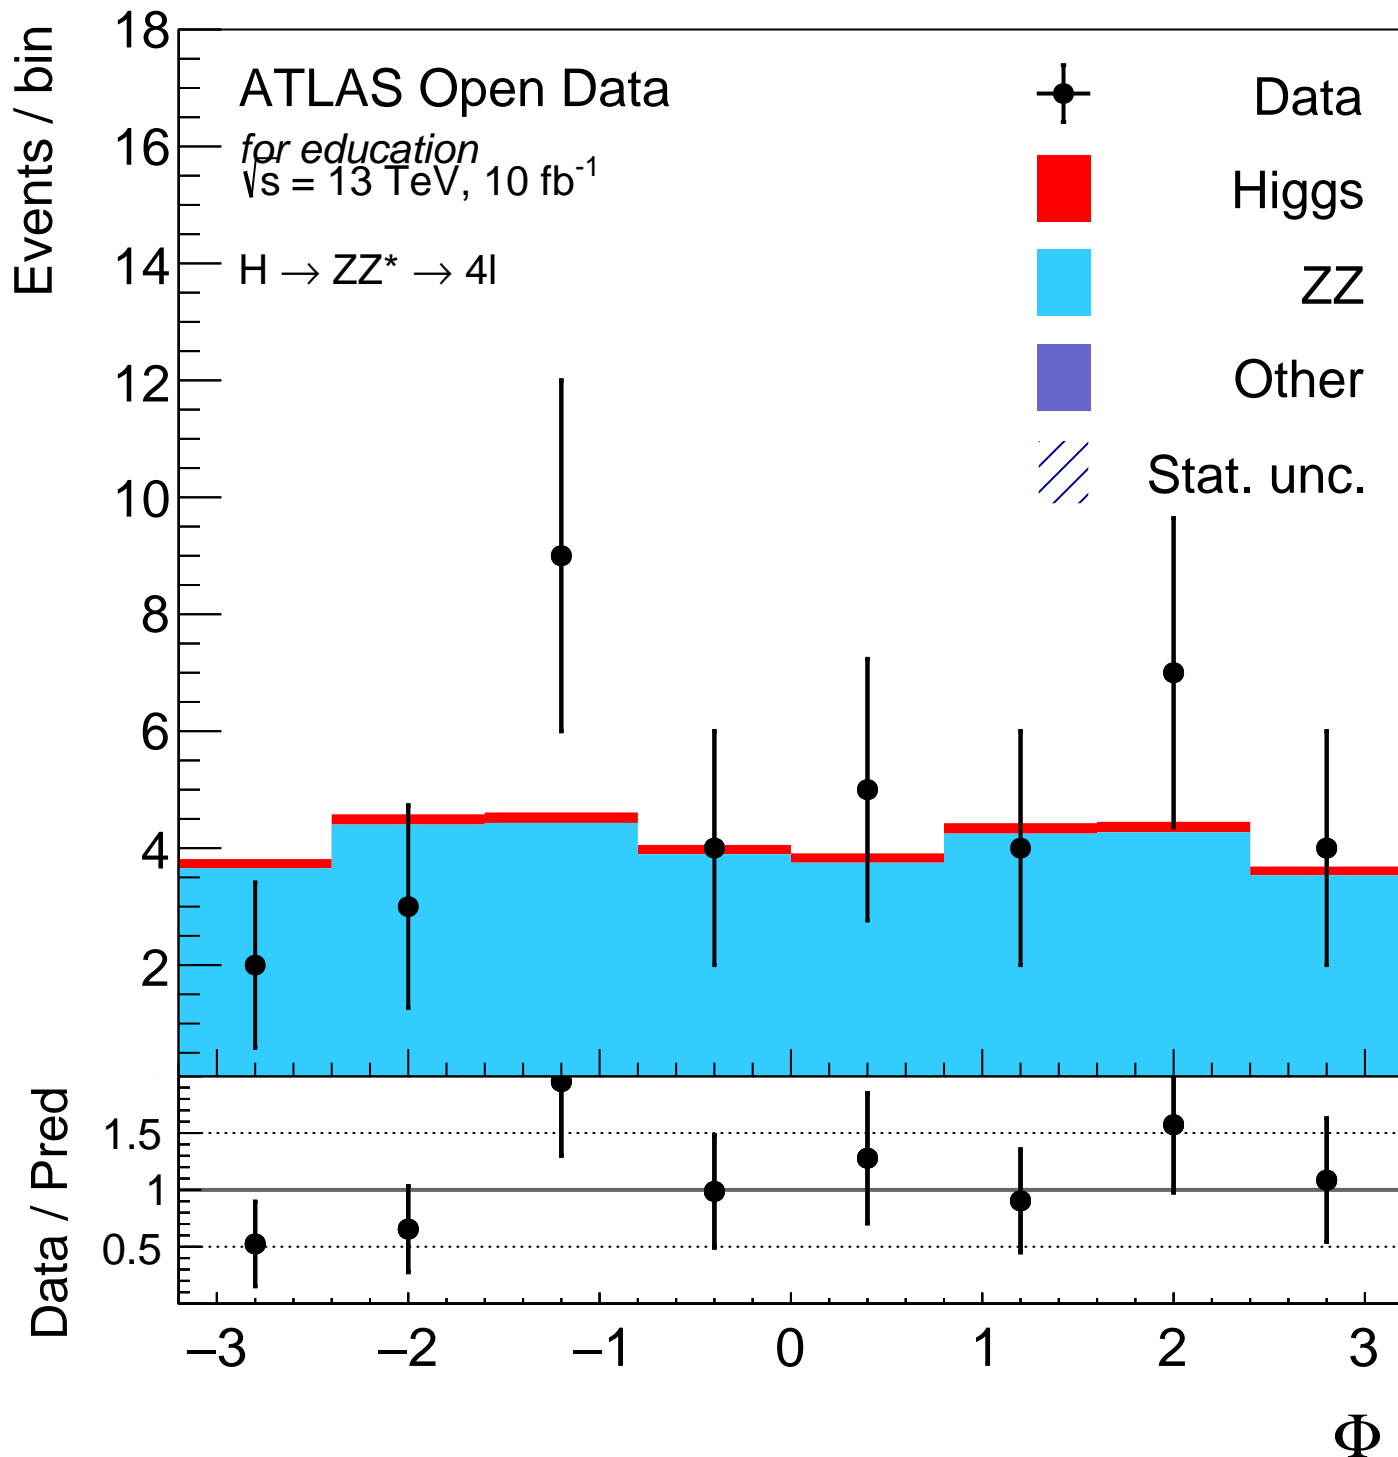 Events / bin
18
16
14
12
10
8
6
4
2
ATLAS Open Data
for education
√s = 13 TeV, 10 fb-1
H → ZZ* → 4l
Data
Higgs
ZZ
Other
Stat. unc.
Data / Pred
1.5
1
0.5
−3 −2 −1 0 1 2 3
Φ